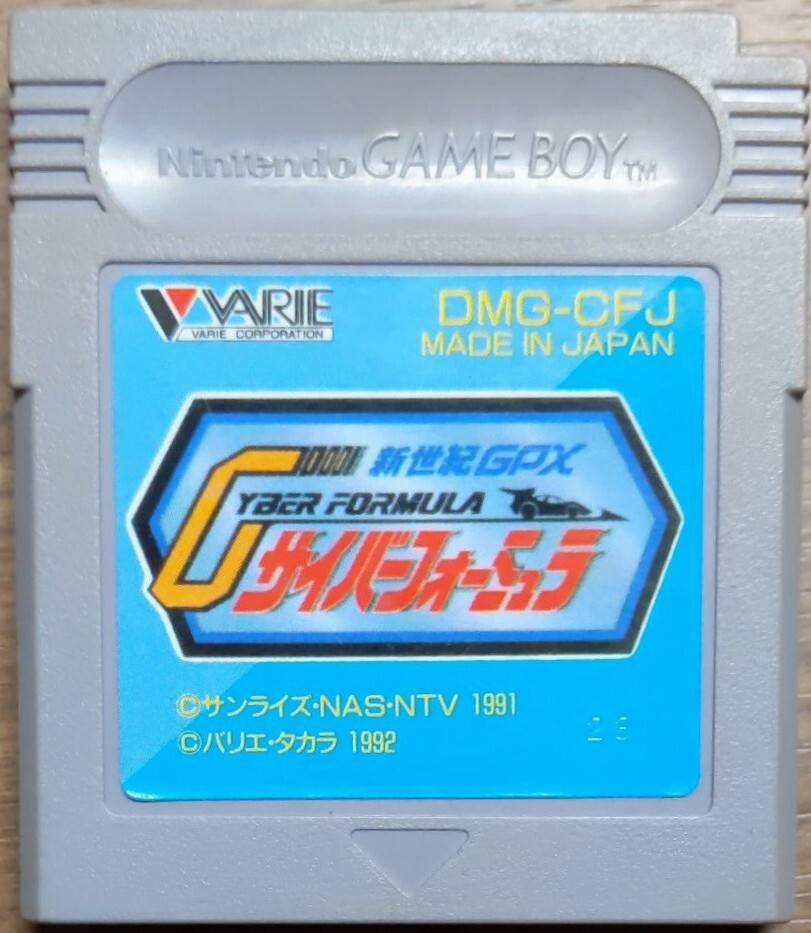 Nintendo GAME BOY™
VARIE
VARIE CORPORATION
DMG-CFJ
MADE IN JAPAN
新世紀GPX
CYBER FORMULA
サイバーフォーミュラ
©サンライズ・NAS・NTV 1991
©バリエ・タカラ 1992